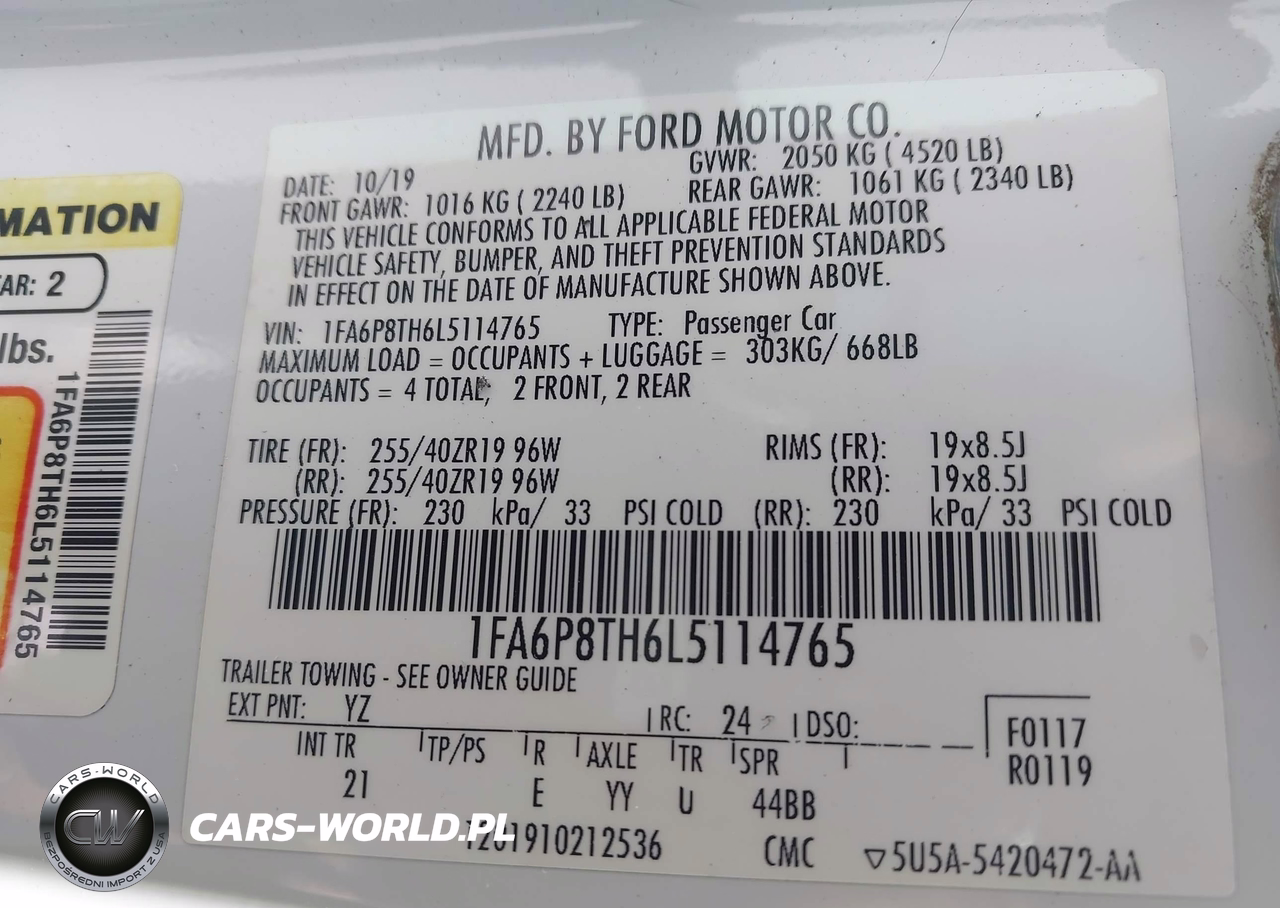 MFD. BY FORD MOTOR CO.
DATE: 10/19 GVWR: 2050 KG ( 4520 LB)
FRONT GAWR: 1016 KG ( 2240 LB) REAR GAWR: 1061 KG ( 2340 LB)
THIS VEHICLE CONFORMS TO ALL APPLICABLE FEDERAL MOTOR
VEHICLE SAFETY, BUMPER, AND THEFT PREVENTION STANDARDS
IN EFFECT ON THE DATE OF MANUFACTURE SHOWN ABOVE.
VIN: 1FA6P8TH6L5114765 TYPE: Passenger Car
MAXIMUM LOAD = OCCUPANTS + LUGGAGE = 303KG/ 668LB
OCCUPANTS = 4 TOTAL, 2 FRONT, 2 REAR
TIRE (FR): 255/40ZR19 96W RIMS (FR): 19x8.5J
(RR): 255/40ZR19 96W (RR): 19x8.5J
PRESSURE (FR): 230 kPa/ 33 PSI COLD (RR): 230 kPa/ 33 PSI COLD
1FA6P8TH6L5114765
TRAILER TOWING - SEE OWNER GUIDE
EXT PNT: YZ RC: 24 DSO:
F0117
R0119
INT TR TP/PS R AXLE TR SPR
21 E YY U 44BB
1201910212536 CMC 5U5A-5420472-AA
MATION
AR: 2
lbs.
1FA6P8TH6L5114765
CARS-WORLD
CW
BEZPOŚREDNI IMPORT Z USA
CARS-WORLD.PL